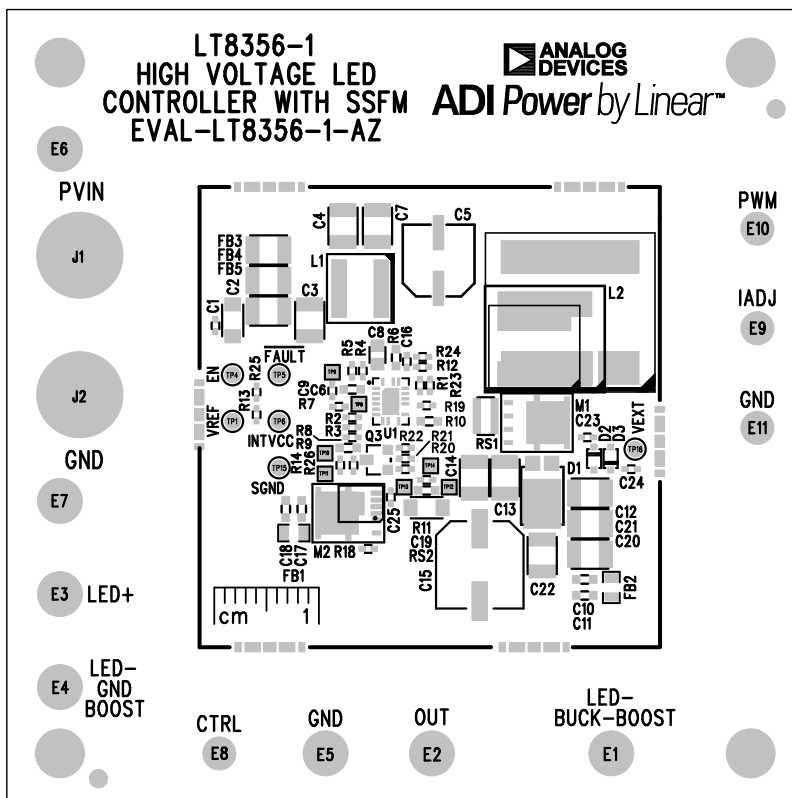 LT8356-1
HIGH VOLTAGE LED
CONTROLLER WITH SSFM
EVAL-LT8356-1-AZ
ANALOG
DEVICES
ADI Power by Linear™
E6
PVIN
J1
J2
GND
E7
E3 LED+
E4
LED-
GND
BOOST
CTRL
E8
GND
E5
OUT
E2
LED-
BUCK-BOOST
E1
PWM
E10
IADJ
E9
GND
E11
C4
C7
C5
FB3
FB4
FB5
L1
L2
C1
C2
C3
FAULT
EN
TP4
R25
TP5
R5
R4
C8
R6
C16
R24
R12
R1
R23
TP9
C9
C6
R7
VREF
TP1
R13
TP6
INTVCC
R2
R3
U1
R19
R10
RS1
M1
C23
D2
D3
VEXT
TP16
C24
R8
R9
TP10
Q3
R22
R21
R20
TP15
SGND
R14
R26
TP11
TP14
C14
TP13
TP12
D1
C13
C12
C21
C20
C25
R11
C19
RS2
M2
R18
C18
C17
FB1
C15
C22
C10
C11
FB2
cm 1